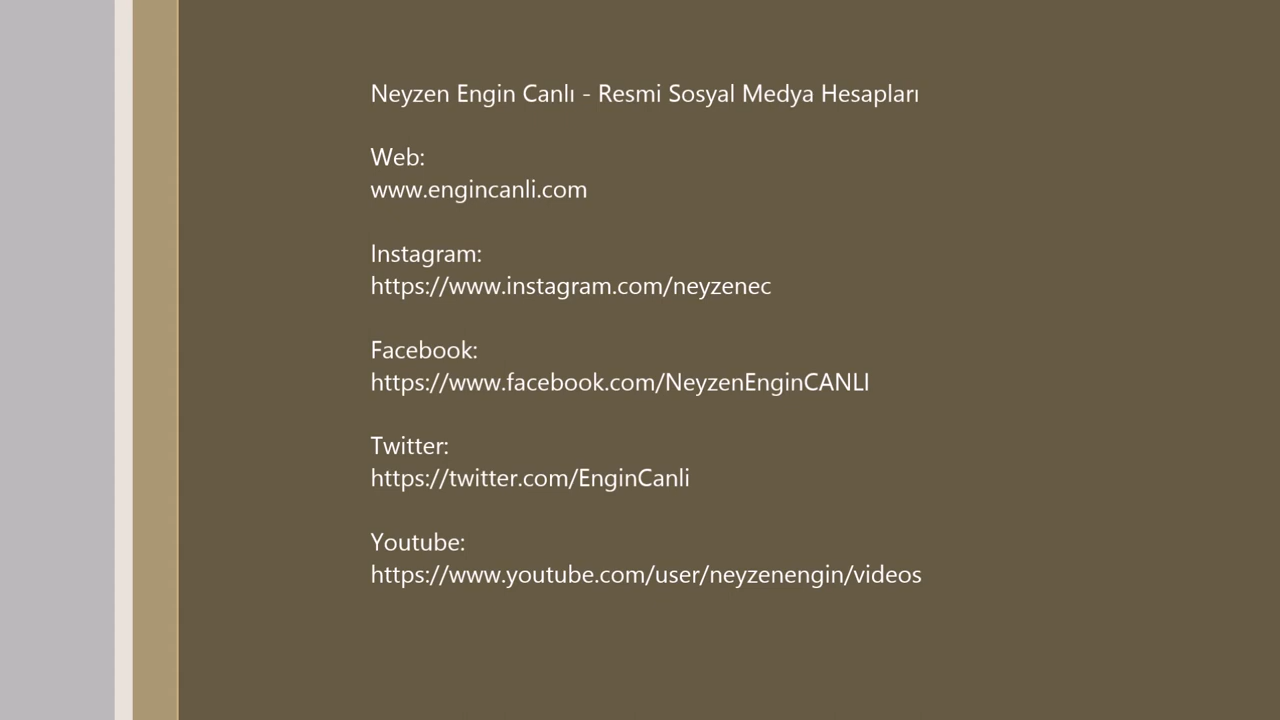 Neyzen Engin Canlı - Resmi Sosyal Medya Hesapları
Web:
www.engincanli.com
Instagram:
https://www.instagram.com/neyzenec
Facebook:
https://www.facebook.com/NeyzenEnginCANLI
Twitter:
https://twitter.com/EnginCanli
Youtube:
https://www.youtube.com/user/neyzenengin/videos